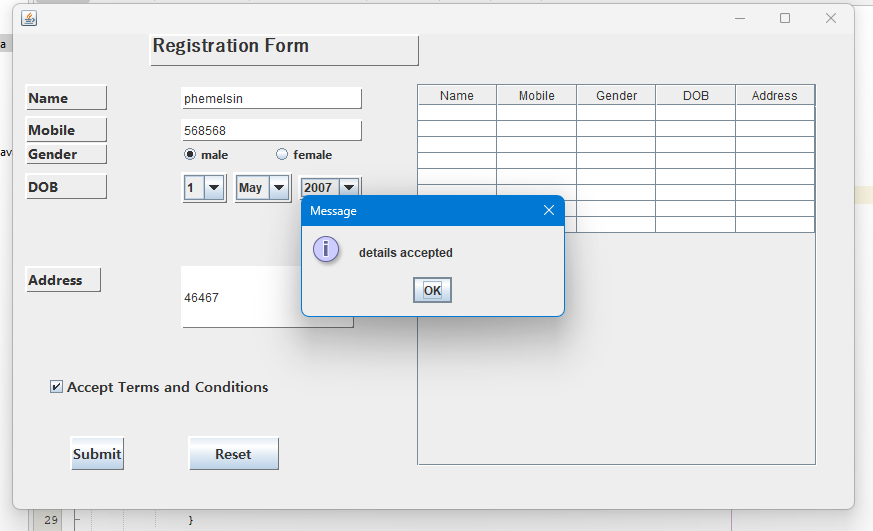 a
Registration Form
Name
phemelsin
Name Mobile Gender DOB Address
Mobile
568568
av
Gender
male
female
DOB
1
May
2007
Message
details accepted
OK
Address
46467
Accept Terms and Conditions
Submit
Reset
29
}